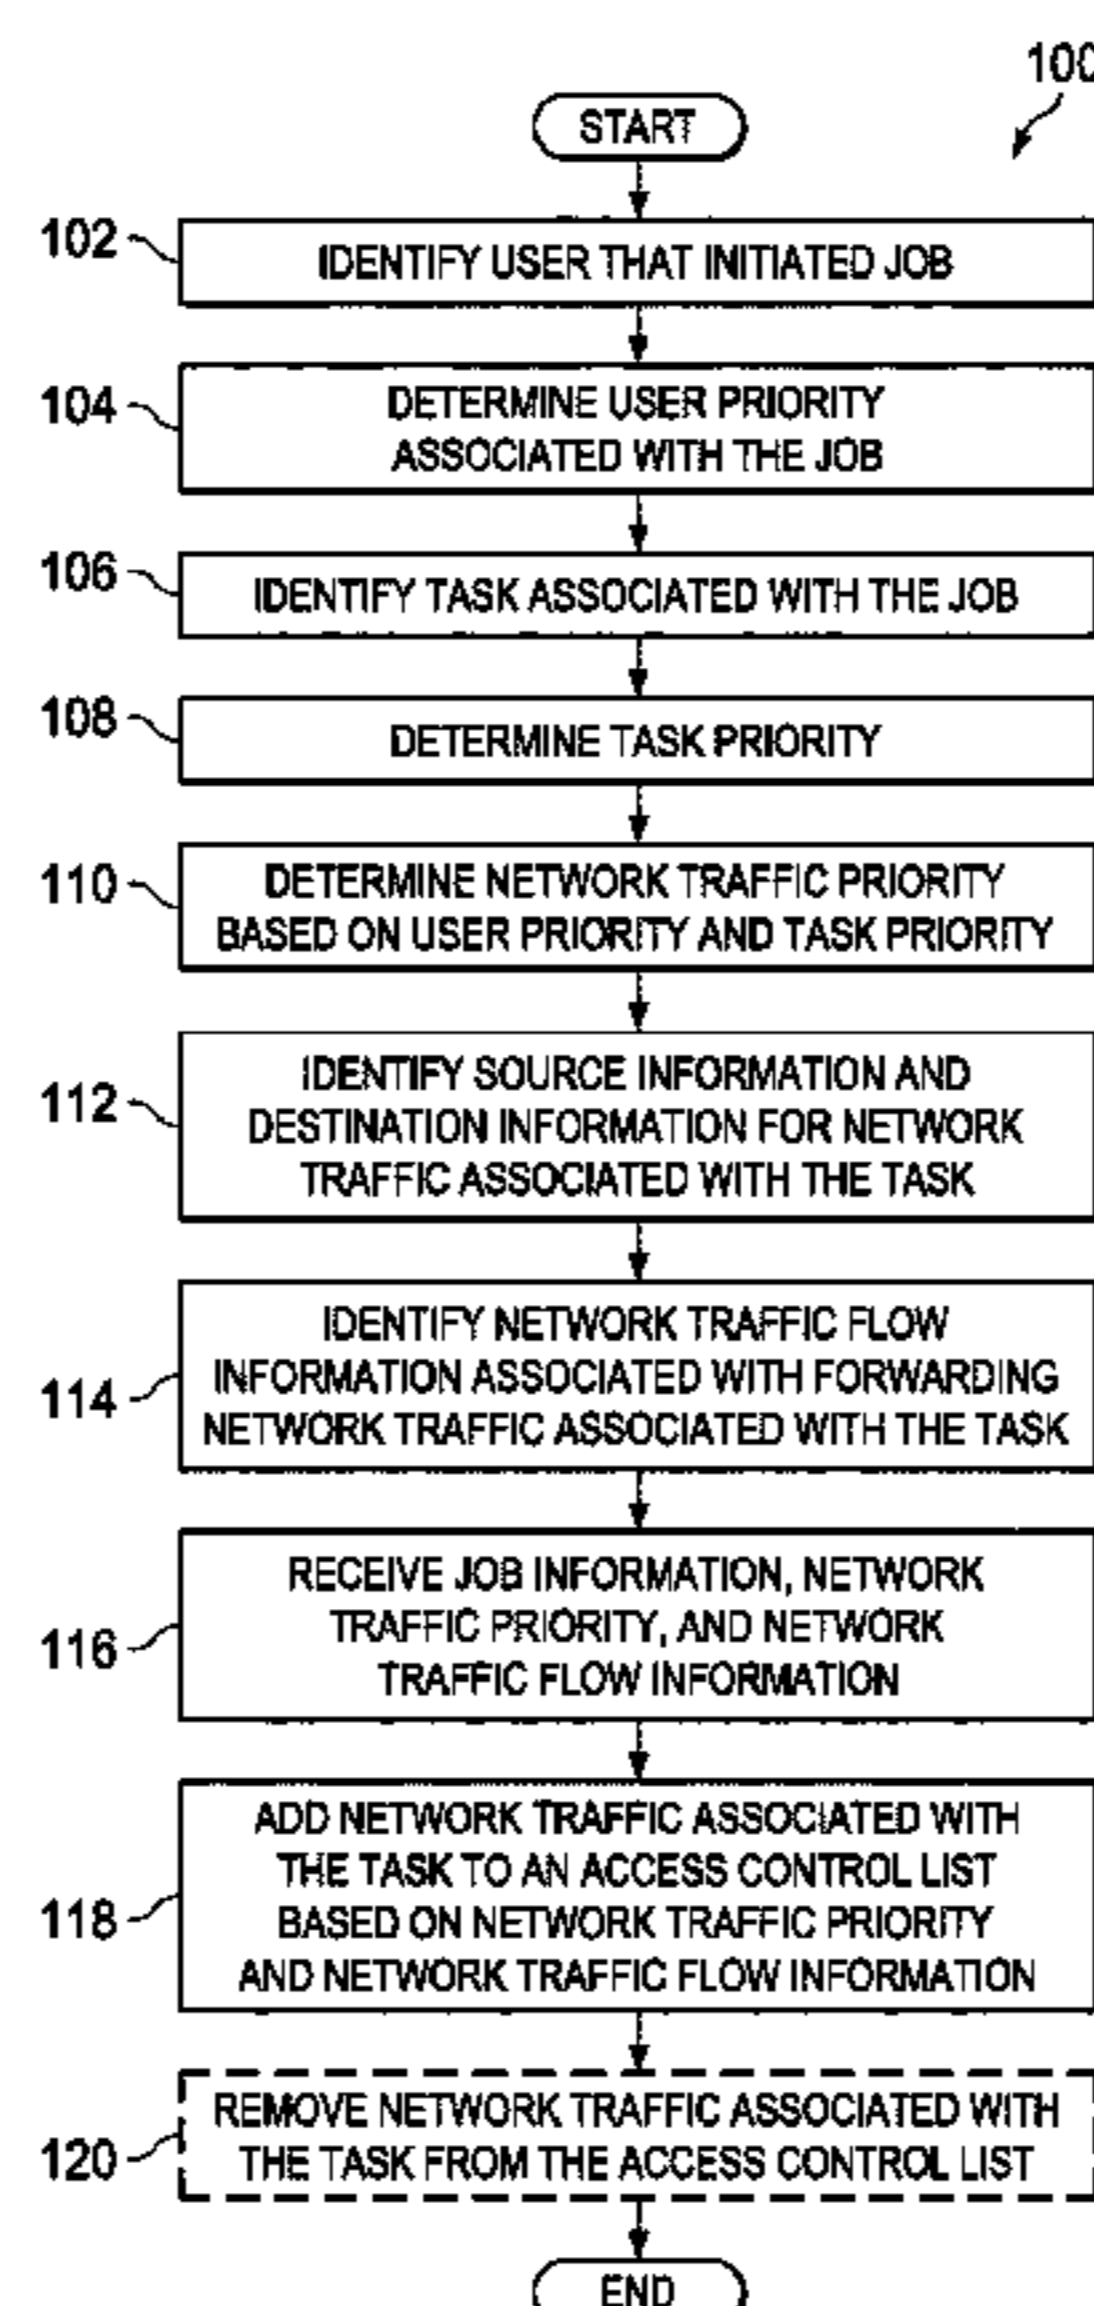 100
START
102
IDENTIFY USER THAT INITIATED JOB
104
DETERMINE USER PRIORITY
ASSOCIATED WITH THE JOB
106
IDENTIFY TASK ASSOCIATED WITH THE JOB
108
DETERMINE TASK PRIORITY
110
DETERMINE NETWORK TRAFFIC PRIORITY
BASED ON USER PRIORITY AND TASK PRIORITY
112
IDENTIFY SOURCE INFORMATION AND
DESTINATION INFORMATION FOR NETWORK
TRAFFIC ASSOCIATED WITH THE TASK
114
IDENTIFY NETWORK TRAFFIC FLOW
INFORMATION ASSOCIATED WITH FORWARDING
NETWORK TRAFFIC ASSOCIATED WITH THE TASK
116
RECEIVE JOB INFORMATION, NETWORK
TRAFFIC PRIORITY, AND NETWORK
TRAFFIC FLOW INFORMATION
118
ADD NETWORK TRAFFIC ASSOCIATED WITH
THE TASK TO AN ACCESS CONTROL LIST
BASED ON NETWORK TRAFFIC PRIORITY
AND NETWORK TRAFFIC FLOW INFORMATION
120
REMOVE NETWORK TRAFFIC ASSOCIATED WITH
THE TASK FROM THE ACCESS CONTROL LIST
END